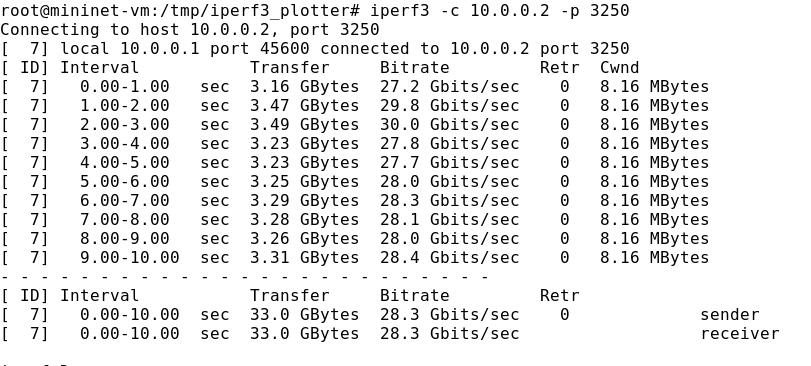 root@mininet-vm:/tmp/iperf3_plotter# iperf3 -c 10.0.0.2 -p 3250
Connecting to host 10.0.0.2, port 3250
[  7] local 10.0.0.1 port 45600 connected to 10.0.0.2 port 3250
[ ID] Interval           Transfer     Bitrate         Retr  Cwnd
[  7]   0.00-1.00   sec  3.16 GBytes  27.2 Gbits/sec    0   8.16 MBytes
[  7]   1.00-2.00   sec  3.47 GBytes  29.8 Gbits/sec    0   8.16 MBytes
[  7]   2.00-3.00   sec  3.49 GBytes  30.0 Gbits/sec    0   8.16 MBytes
[  7]   3.00-4.00   sec  3.23 GBytes  27.8 Gbits/sec    0   8.16 MBytes
[  7]   4.00-5.00   sec  3.23 GBytes  27.7 Gbits/sec    0   8.16 MBytes
[  7]   5.00-6.00   sec  3.25 GBytes  28.0 Gbits/sec    0   8.16 MBytes
[  7]   6.00-7.00   sec  3.29 GBytes  28.3 Gbits/sec    0   8.16 MBytes
[  7]   7.00-8.00   sec  3.28 GBytes  28.1 Gbits/sec    0   8.16 MBytes
[  7]   8.00-9.00   sec  3.26 GBytes  28.0 Gbits/sec    0   8.16 MBytes
[  7]   9.00-10.00  sec  3.31 GBytes  28.4 Gbits/sec    0   8.16 MBytes
- - - - - - - - - - - - - - - - - - - - - - - - -
[ ID] Interval           Transfer     Bitrate         Retr
[  7]   0.00-10.00  sec  33.0 GBytes  28.3 Gbits/sec    0             sender
[  7]   0.00-10.00  sec  33.0 GBytes  28.3 Gbits/sec                  receiver